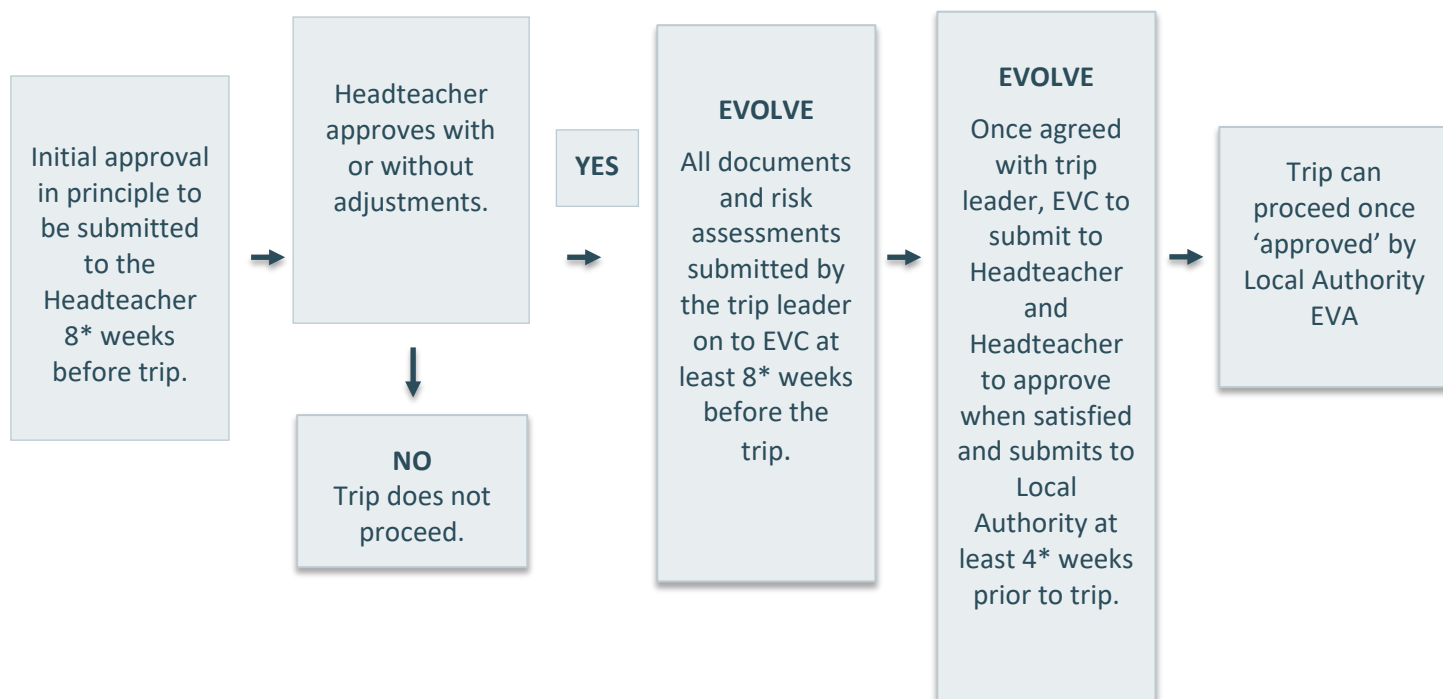 Initial approval
in principle to
be submitted
to the
Headteacher
8* weeks
before trip.
Headteacher
approves with
or without
adjustments.
NO
Trip does not
proceed.
YES
EVOLVE
All documents
and risk
assessments
submitted by
the trip leader
on to EVC at
least 8* weeks
before the
trip.
EVOLVE
Once agreed
with trip
leader, EVC to
submit to
Headteacher
and
Headteacher
to approve
when satisfied
and submits to
Local
Authority at
least 4* weeks
prior to trip.
Trip can
proceed once
‘approved’ by
Local Authority
EVA